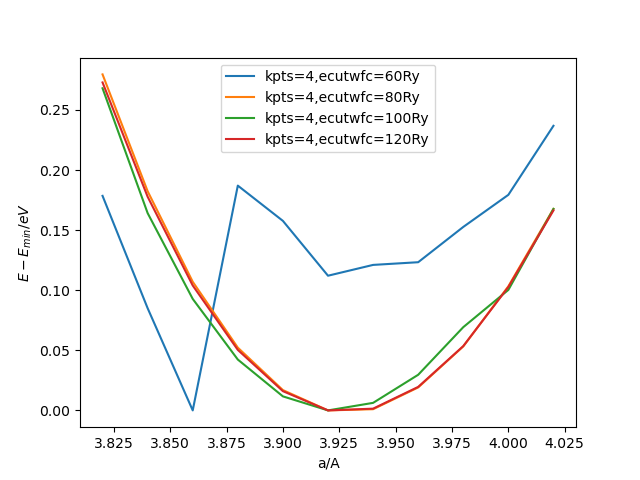 kpts=4,ecutwfc=60Ry
kpts=4,ecutwfc=80Ry
kpts=4,ecutwfc=100Ry
kpts=4,ecutwfc=120Ry
0.25
0.20
0.15
0.10
0.05
0.00
E − E_min/eV
3.825 3.850 3.875 3.900 3.925 3.950 3.975 4.000 4.025
a/A